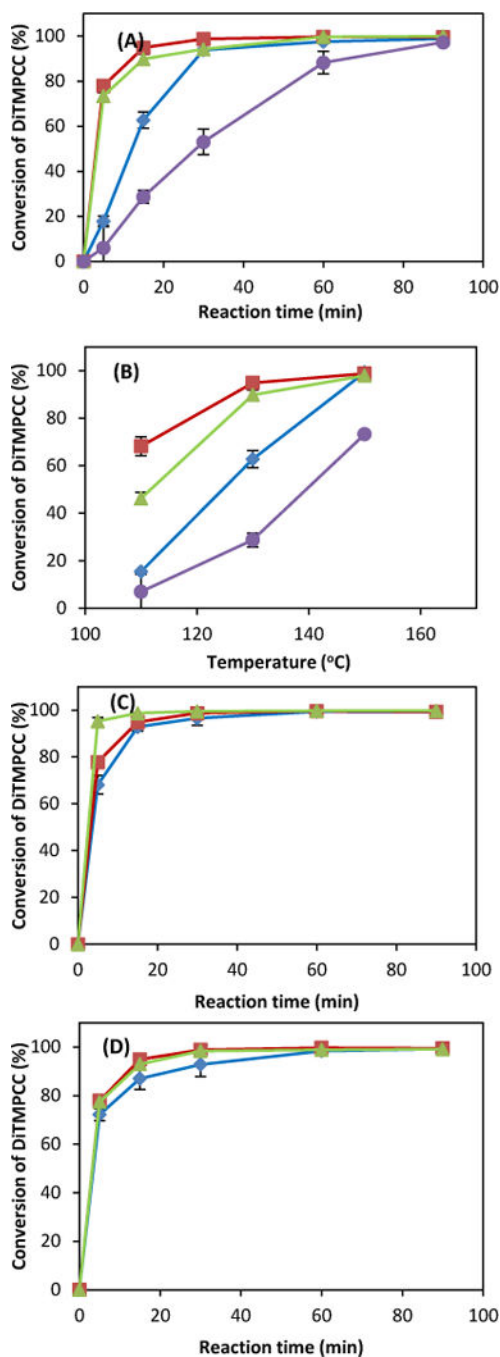 (A)
Conversion of DiTMPCC (%)
100
80
60
40
20
0
0 20 40 60 80 100
Reaction time (min)
(B)
Conversion of DiTMPCC (%)
100
80
60
40
20
0
100 120 140 160
Temperature (ºC)
(C)
Conversion of DiTMPCC (%)
100
80
60
40
20
0
0 20 40 60 80 100
Reaction time (min)
(D)
Conversion of DiTMPCC (%)
100
80
60
40
20
0
0 20 40 60 80 100
Reaction time (min)